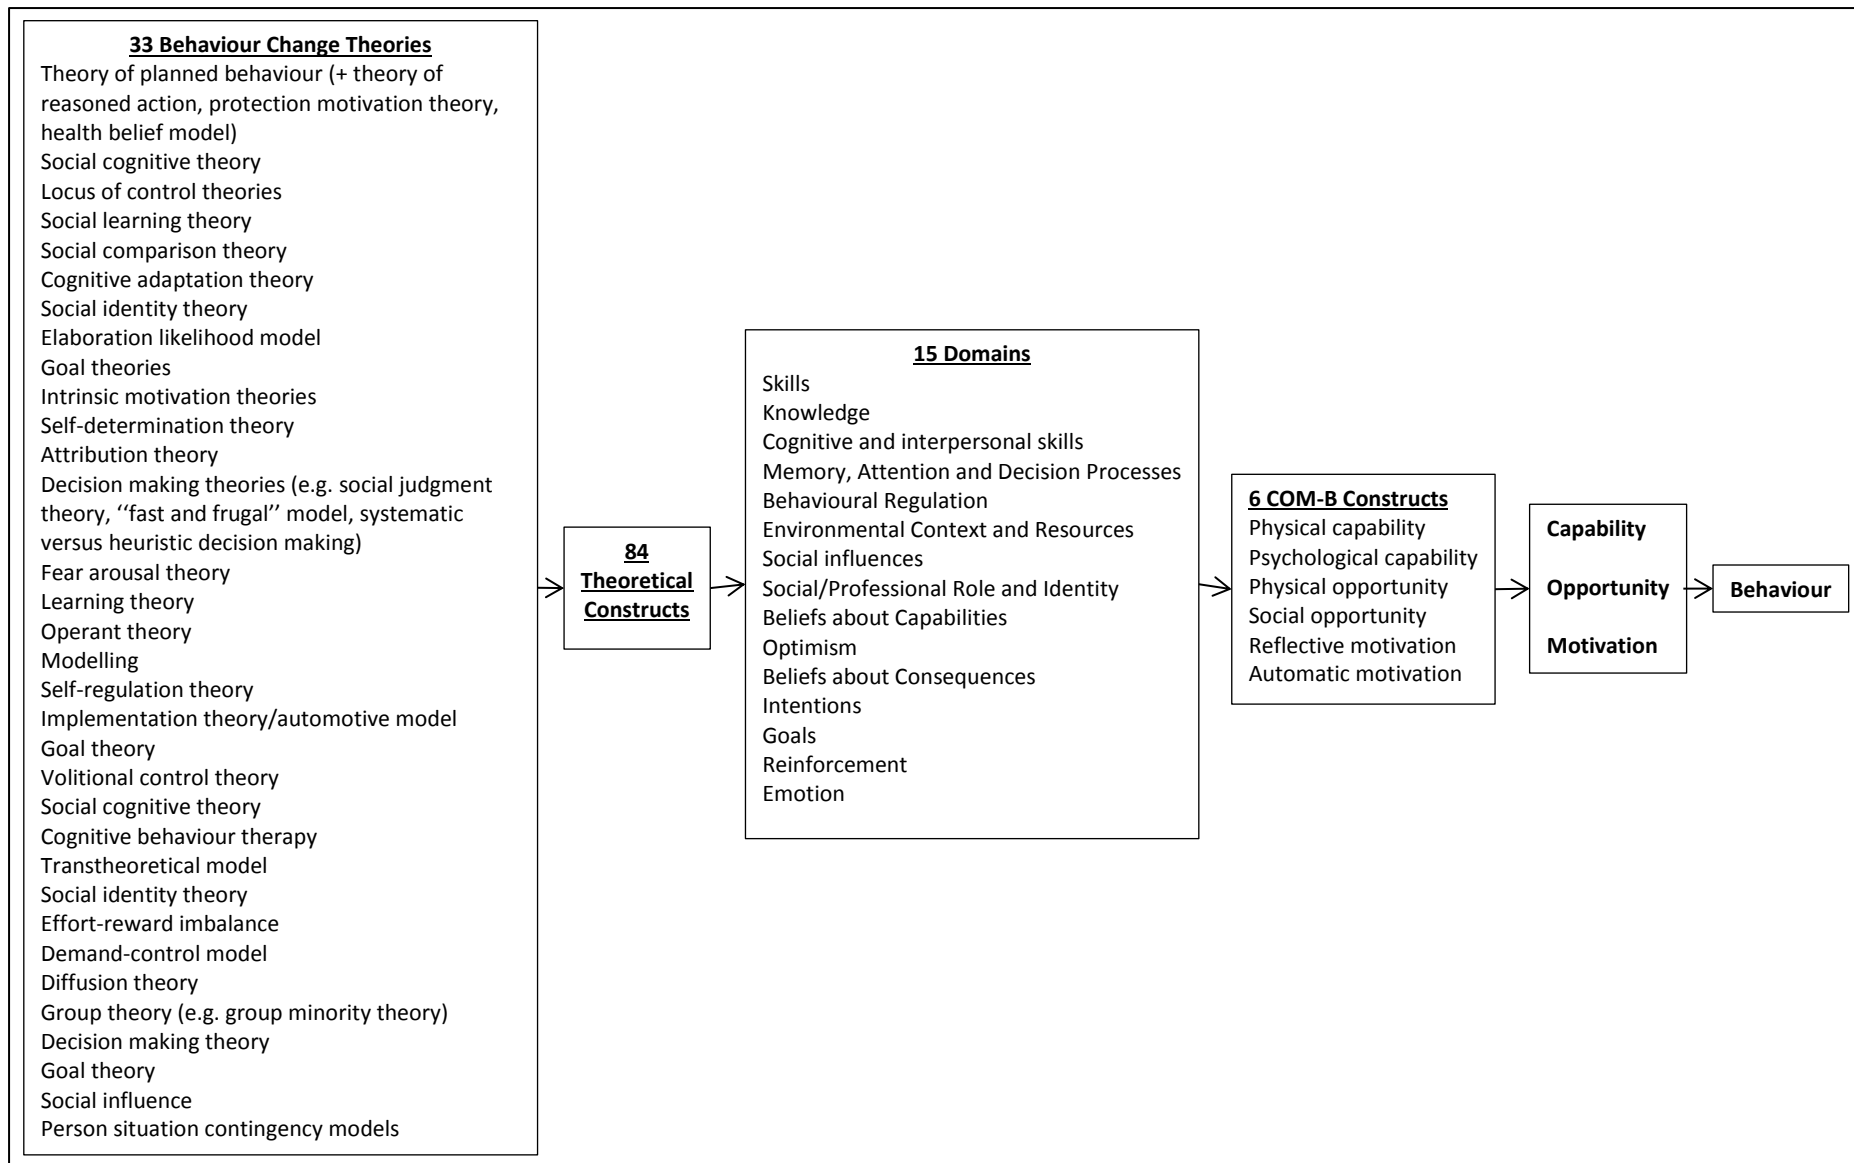 33 Behaviour Change Theories
Theory of planned behaviour (+ theory of
reasoned action, protection motivation theory,
health belief model)
Social cognitive theory
Locus of control theories
Social learning theory
Social comparison theory
Cognitive adaptation theory
Social identity theory
Elaboration likelihood model
Goal theories
Intrinsic motivation theories
Self-determination theory
Attribution theory
Decision making theories (e.g. social judgment
theory, ‘‘fast and frugal’’ model, systematic
versus heuristic decision making)
Fear arousal theory
Learning theory
Operant theory
Modelling
Self-regulation theory
Implementation theory/automotive model
Goal theory
Volitional control theory
Social cognitive theory
Cognitive behaviour therapy
Transtheoretical model
Social identity theory
Effort-reward imbalance
Demand-control model
Diffusion theory
Group theory (e.g. group minority theory)
Decision making theory
Goal theory
Social influence
Person situation contingency models
84
Theoretical
Constructs
15 Domains
Skills
Knowledge
Cognitive and interpersonal skills
Memory, Attention and Decision Processes
Behavioural Regulation
Environmental Context and Resources
Social influences
Social/Professional Role and Identity
Beliefs about Capabilities
Optimism
Beliefs about Consequences
Intentions
Goals
Reinforcement
Emotion
6 COM-B Constructs
Physical capability
Psychological capability
Physical opportunity
Social opportunity
Reflective motivation
Automatic motivation
Capability
Opportunity
Motivation
Behaviour